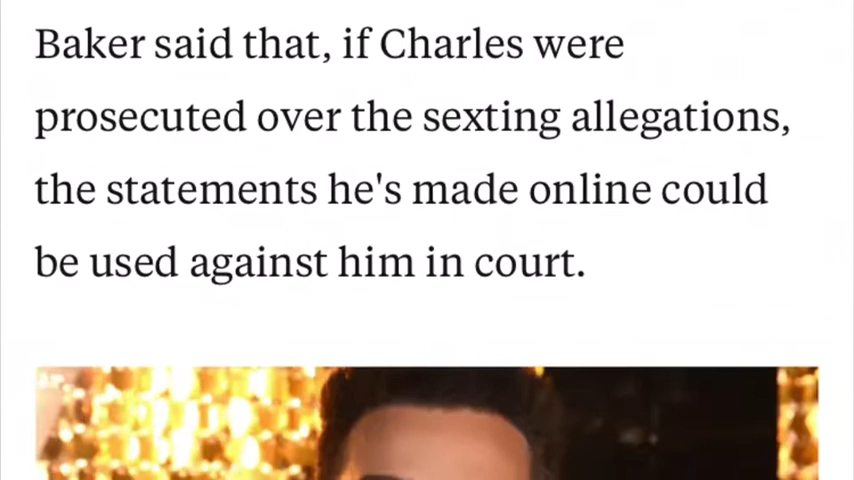 Baker said that, if Charles were
prosecuted over the sexting allegations,
the statements he's made online could
be used against him in court.